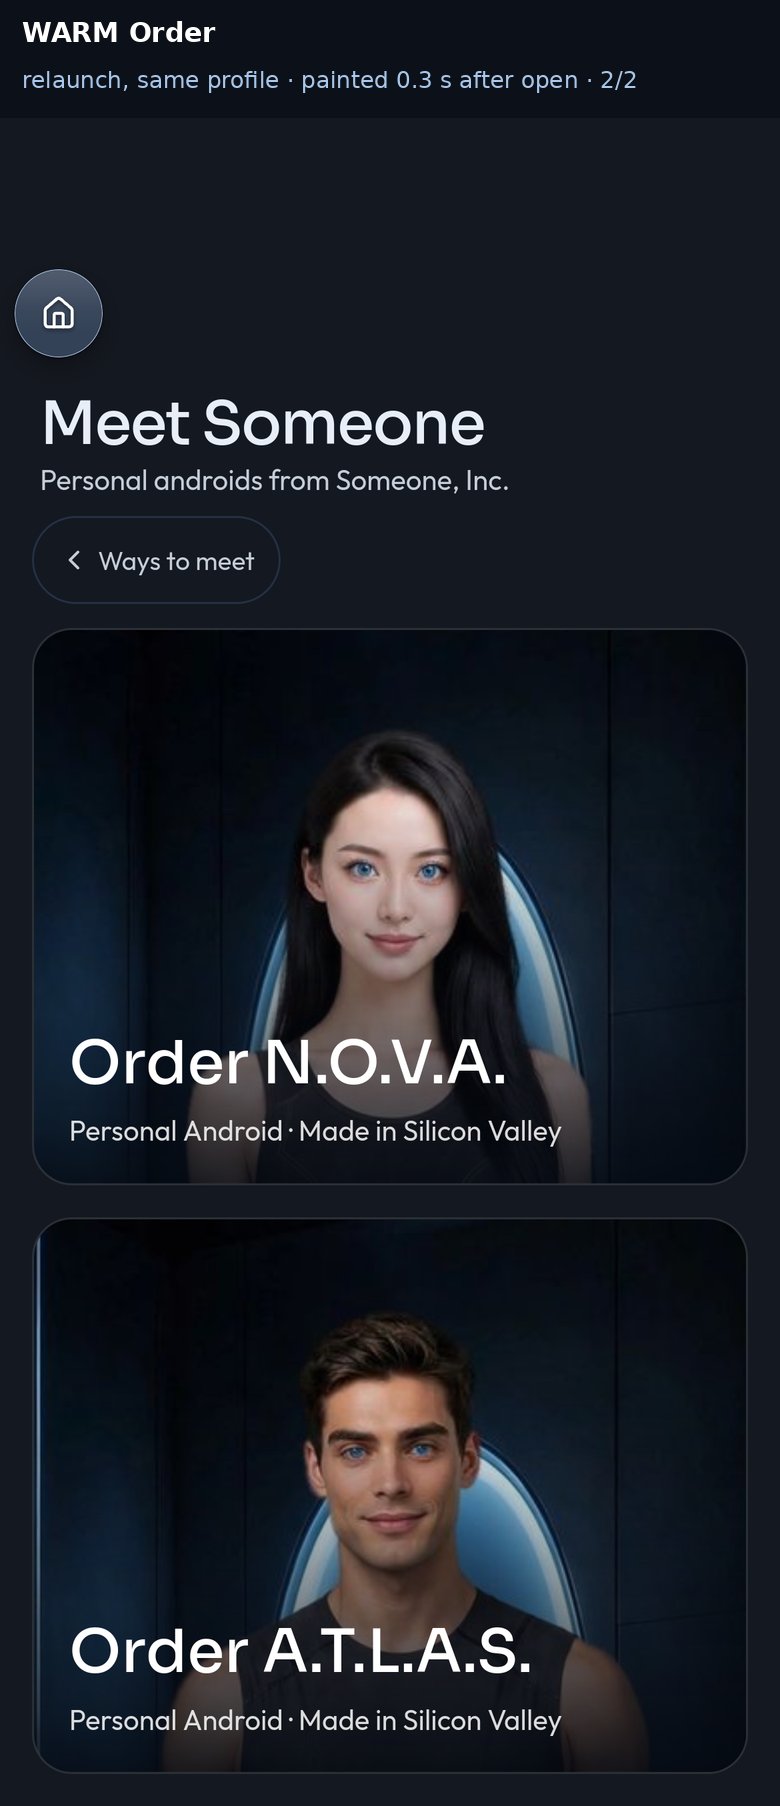 WARM Order
relaunch, same profile · painted 0.3 s after open · 2/2
Meet Someone
Personal androids from Someone, Inc.
Ways to meet
Order N.O.V.A.
Personal Android · Made in Silicon Valley
Order A.T.L.A.S.
Personal Android · Made in Silicon Valley